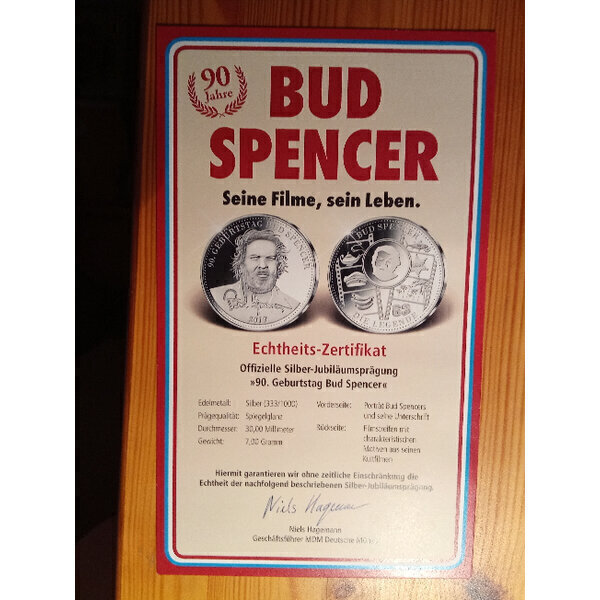 90
Jahre
BUD
SPENCER
Seine Filme, sein Leben.
90. GEBURTSTAG BUD SPENCER
2017
BUD SPENCER
DIE LEGENDE
Echtheits-Zertifikat
Offizielle Silber-Jubiläumsprägung
»90. Geburtstag Bud Spencer«
Edelmetall: Silber (333/1000)
Prägequalität: Spiegelglanz
Durchmesser: 30,00 Millimeter
Gewicht: 7,00 Gramm
Vorderseite: Porträt Bud Spencers
und seine Unterschrift
Rückseite: Filmstreifen mit
charakteristischen
Motiven aus seinen
Kultfilmen
Hiermit garantieren wir ohne zeitliche Einschränkung die
Echtheit der nachfolgend beschriebenen Silber-Jubiläumsprägung.
Niels Hagemann
Niels Hagemann
Geschäftsführer MDM Deutsche